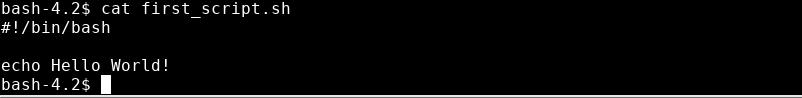 bash-4.2$ cat first_script.sh
#!/bin/bash
echo Hello World!
bash-4.2$